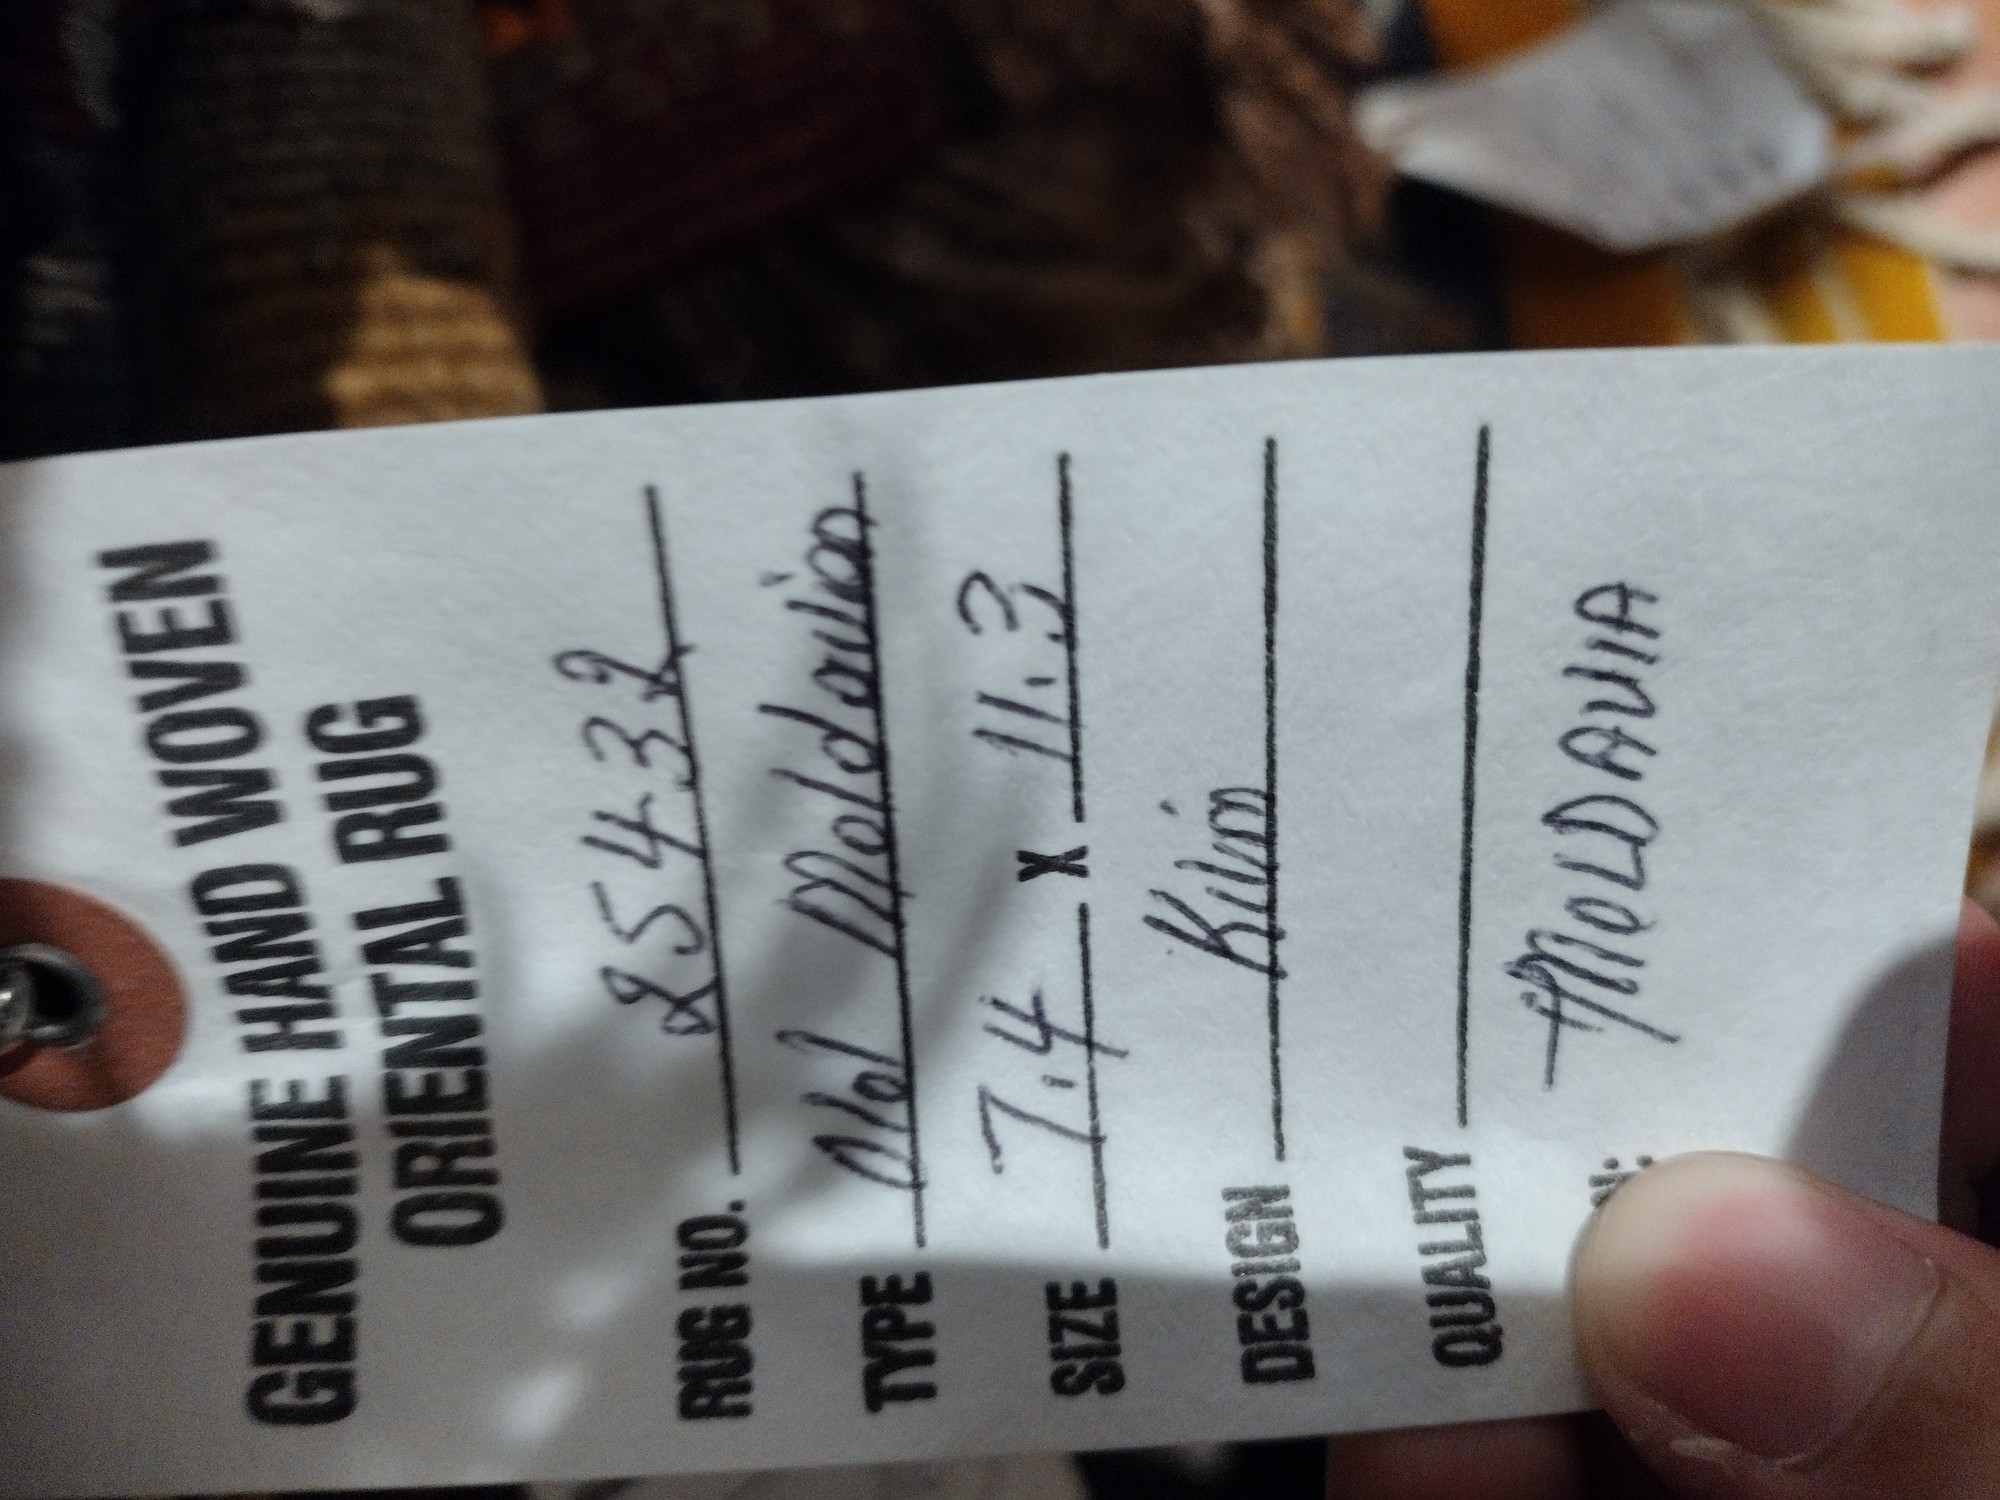 GENUINE HAND WOVEN
ORIENTAL RUG
RUG NO. 25432
TYPE Old Moldavian
SIZE 7.4 X 11.3
DESIGN Kilim
QUALITY
N: MOLDAVIA